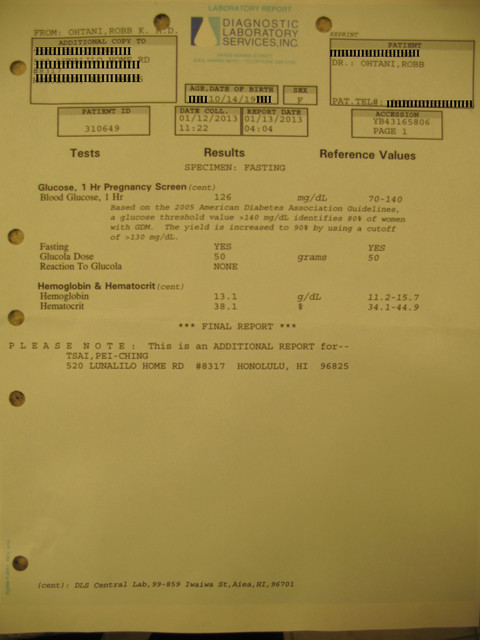 LABORATORY REPORT
DIAGNOSTIC
LABORATORY
SERVICES, INC.
FROM: OHTANI, ROBB K. M.D.
REPRINT
ADDITIONAL COPY TO
LUNALILO HOME RD
#8317
PATIENT
DR.: OHTANI, ROBB
PAT.TEL#:
AGE, DATE OF BIRTH
10/14/19
SEX
F
PATIENT ID
310649
DATE COLL.
01/12/2013
11:22
REPORT DATE
01/13/2013
04:04
ACCESSION
YB43165806
PAGE 1
Tests Results Reference Values
SPECIMEN: FASTING
Glucose, 1 Hr Pregnancy Screen (cent)
Blood Glucose, 1 Hr 126 mg/dL 70-140
Based on the 2005 American Diabetes Association Guidelines,
a glucose threshold value >140 mg/dL identifies 80% of women
with GDM. The yield is increased to 90% by using a cutoff
of >130 mg/dL.
Fasting YES YES
Glucola Dose 50 grams 50
Reaction To Glucola NONE
Hemoglobin & Hematocrit (cent)
Hemoglobin 13.1 g/dL 11.2-15.7
Hematocrit 38.1 % 34.1-44.9
*** FINAL REPORT ***
P L E A S E N O T E : This is an ADDITIONAL REPORT for--
TSAI, PEI-CHING
520 LUNALILO HOME RD #8317 HONOLULU, HI 96825
(cent): DLS Central Lab, 99-859 Iwaiwa St, Aiea, HI, 96701